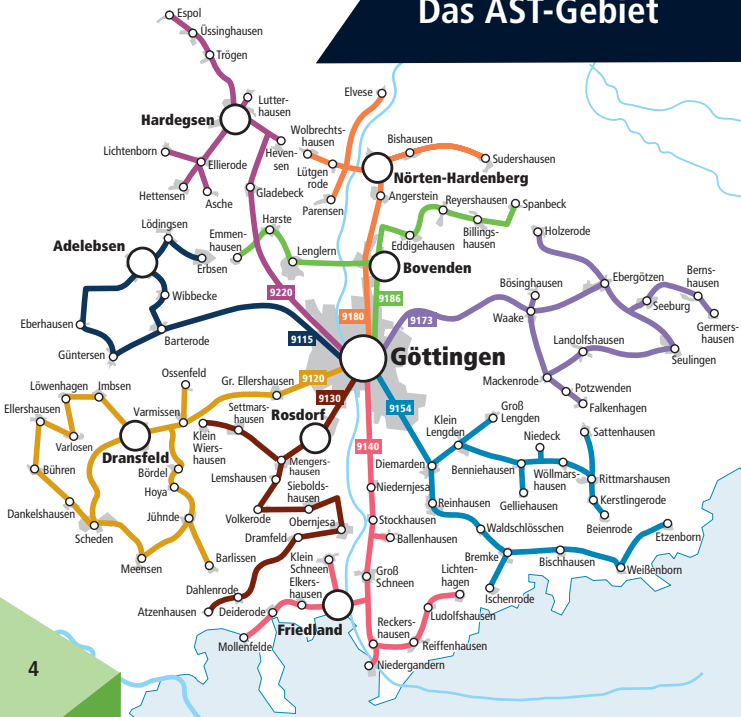 Das AST-Gebiet
Espol
Üssinghausen
Trögen
Hardegsen
Lutter-
hausen
Elvese
Wolbrechts-
hausen
Bishausen
Sudershausen
Lichtenborn
Ellierode
Heven-
sen
Lütgen
rode
Nörten-Hardenberg
Hettensen
Asche
Gladebeck
Parensen
Angerstein
Reyershausen
Spanbeck
Lödingsen
Harste
Emmen-
hausen
Adelebsen
Erbsen
Lenglern
Eddigehausen
Billings-
hausen
Holzerode
Bovenden
Wibbecke
9220
9186
9180
9173
Bösinghausen
Ebergötzen
Berns-
hausen
Seeburg
Waake
Germers-
hausen
Eberhausen
Barterode
9115
Landolfshausen
Güntersen
Göttingen
Seulingen
Ossenfeld
Gr. Ellershausen
9120
Mackenrode
Potzwenden
Falkenhagen
Löwenhagen
Imbsen
9130
9154
Ellershausen
Varmissen
Settmars-
hausen
Rosdorf
Groß
Lengden
Klein
Lengden
Niedeck
Sattenhausen
Varlosen
Dransfeld
Klein
Wiers-
hausen
9140
Bühren
Bördel
Mengers-
hausen
Diemarden
Benniehausen
Wöllmars-
hausen
Rittmarshausen
Hoya
Lemshausen
Siebolds-
hausen
Niedernjesa
Reinhausen
Gelliehausen
Kerstlingerode
Dankelshausen
Jühnde
Volkerode
Obernjesa
Stockhausen
Waldschlösschen
Beienrode
Etzenborn
Scheden
Dramfeld
Ballenhausen
Meensen
Barlissen
Klein
Schneen
Groß
Schneen
Bremke
Bischhausen
Weißenborn
Elkers-
hausen
Lichten-
hagen
Dahlenrode
Ischenrode
Atzenhausen
Deiderode
Friedland
Ludolfshausen
Reckers-
hausen
Mollenfelde
Reiffenhausen
Niedergandern
4